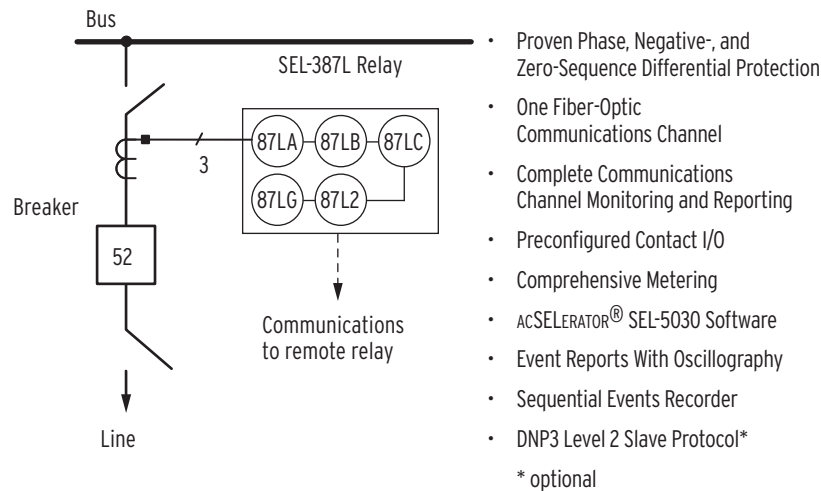 Bus
SEL-387L Relay
3
87LA
87LB
87LC
87LG
87L2
Breaker
52
Communications
to remote relay
Line
• Proven Phase, Negative-, and
Zero-Sequence Differential Protection
• One Fiber-Optic
Communications Channel
• Complete Communications
Channel Monitoring and Reporting
• Preconfigured Contact I/O
• Comprehensive Metering
• ACSELERATOR® SEL-5030 Software
• Event Reports With Oscillography
• Sequential Events Recorder
• DNP3 Level 2 Slave Protocol*
* optional